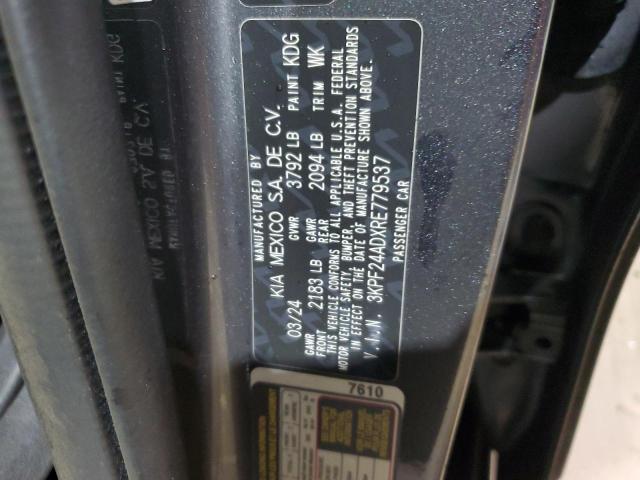 MANUFACTURED BY
KIA MEXICO S.A. DE C.V.
03/24 GVWR 3792 LB PAINT KDG
GAWR FRONT 2183 LB GAWR REAR 2094 LB TRIM WK
THIS VEHICLE CONFORMS TO ALL APPLICABLE U.S.A. FEDERAL
MOTOR VEHICLE SAFETY, BUMPER, AND THEFT PREVENTION STANDARDS
IN EFFECT ON THE DATE OF MANUFACTURE SHOWN ABOVE.
V.I.N. 3KPF24ADXRE779537
PASSENGER CAR
7610